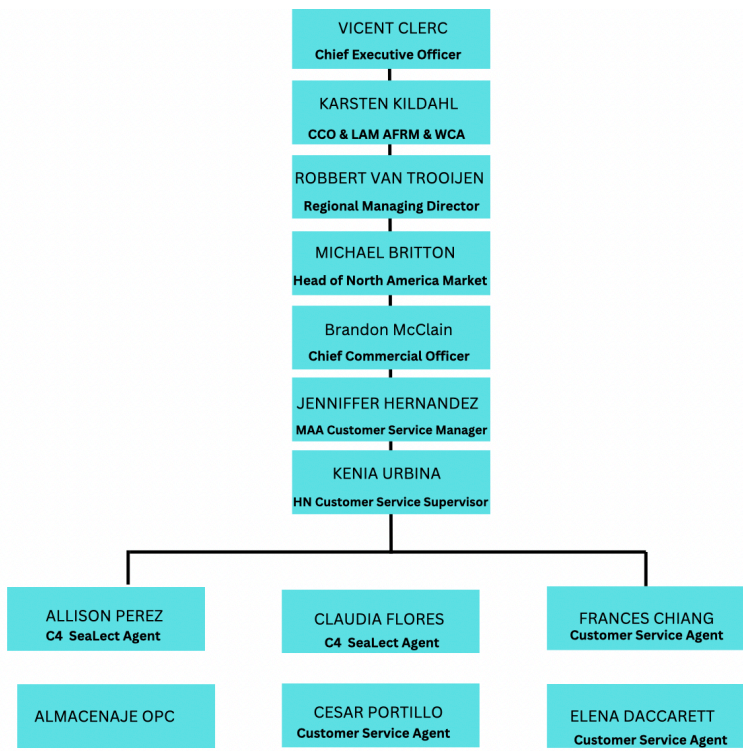 VICENT CLERC
Chief Executive Officer
KARSTEN KILDAHL
CCO & LAM AFRM & WCA
ROBBERT VAN TROOIJEN
Regional Managing Director
MICHAEL BRITTON
Head of North America Market
Brandon McClain
Chief Commercial Officer
JENNIFFER HERNANDEZ
MAA Customer Service Manager
KENIA URBINA
HN Customer Service Supervisor
ALLISON PEREZ
C4 SeaLect Agent
CLAUDIA FLORES
C4 SeaLect Agent
FRANCES CHIANG
Customer Service Agent
ALMACENAJE OPC
CESAR PORTILLO
Customer Service Agent
ELENA DACCARETT
Customer Service Agent